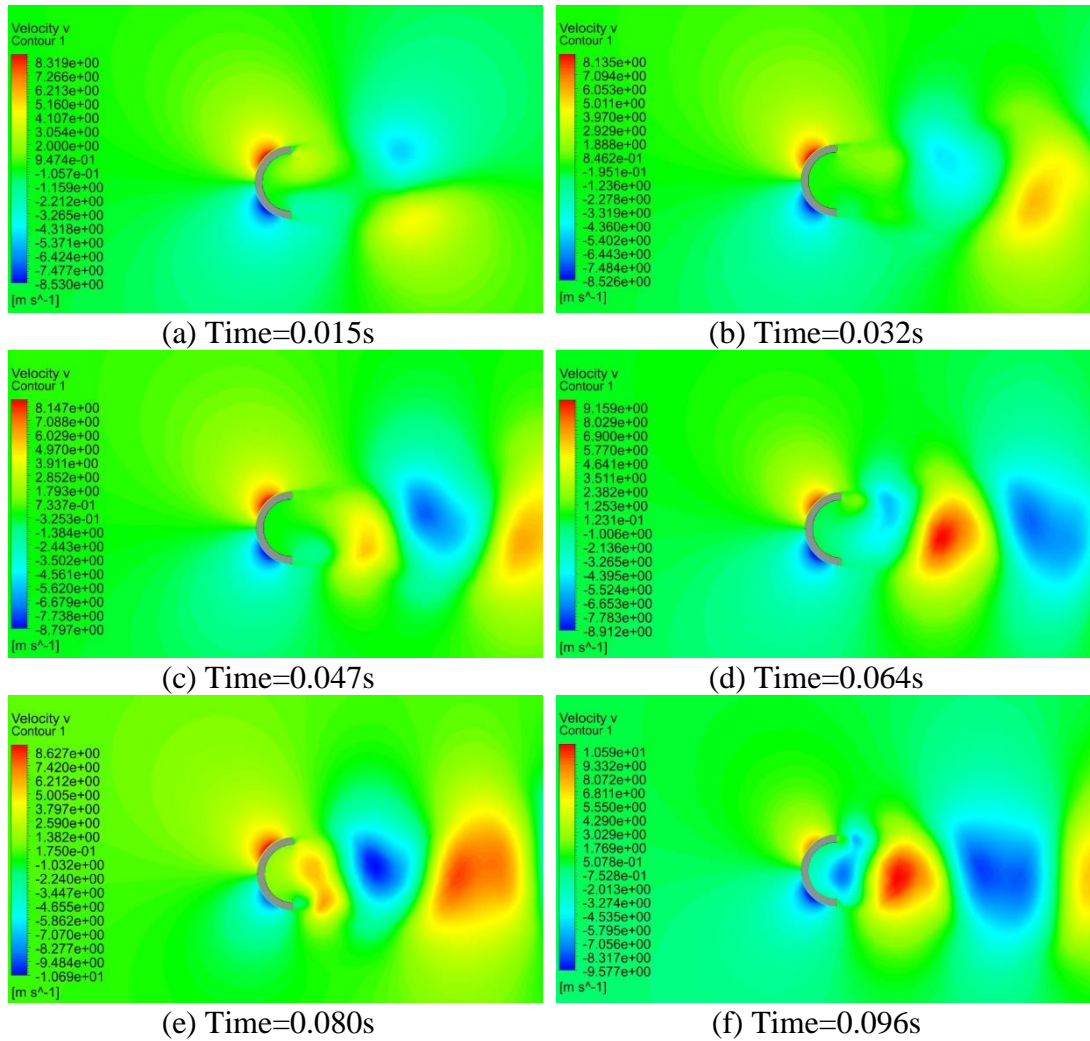 Velocity v
Contour 1
8.319e+00
7.266e+00
6.213e+00
5.160e+00
4.107e+00
3.054e+00
2.000e+00
9.474e-01
-1.057e-01
-1.159e+00
-2.212e+00
-3.265e+00
-4.318e+00
-5.371e+00
-6.424e+00
-7.477e+00
-8.530e+00
[m s^-1]
(a) Time=0.015s
Velocity v
Contour 1
8.135e+00
7.094e+00
6.053e+00
5.011e+00
3.970e+00
2.929e+00
1.888e+00
8.462e-01
-1.951e-01
-1.236e+00
-2.278e+00
-3.319e+00
-4.360e+00
-5.402e+00
-6.443e+00
-7.484e+00
-8.526e+00
[m s^-1]
(b) Time=0.032s
Velocity v
Contour 1
8.147e+00
7.088e+00
6.029e+00
4.970e+00
3.911e+00
2.852e+00
1.793e+00
7.337e-01
-3.253e-01
-1.384e+00
-2.443e+00
-3.502e+00
-4.561e+00
-5.620e+00
-6.679e+00
-7.738e+00
-8.797e+00
[m s^-1]
(c) Time=0.047s
Velocity v
Contour 1
9.159e+00
8.029e+00
6.900e+00
5.770e+00
4.641e+00
3.511e+00
2.382e+00
1.253e+00
1.231e-01
-1.006e+00
-2.136e+00
-3.265e+00
-4.395e+00
-5.524e+00
-6.653e+00
-7.783e+00
-8.912e+00
[m s^-1]
(d) Time=0.064s
Velocity v
Contour 1
8.627e+00
7.420e+00
6.212e+00
5.005e+00
3.797e+00
2.590e+00
1.382e+00
1.750e-01
-1.032e+00
-2.240e+00
-3.447e+00
-4.655e+00
-5.862e+00
-7.070e+00
-8.277e+00
-9.484e+00
-1.069e+01
[m s^-1]
(e) Time=0.080s
Velocity v
Contour 1
1.059e+01
9.332e+00
8.072e+00
6.811e+00
5.550e+00
4.290e+00
3.029e+00
1.769e+00
5.078e-01
-7.528e-01
-2.013e+00
-3.274e+00
-4.535e+00
-5.795e+00
-7.056e+00
-8.317e+00
-9.577e+00
[m s^-1]
(f) Time=0.096s